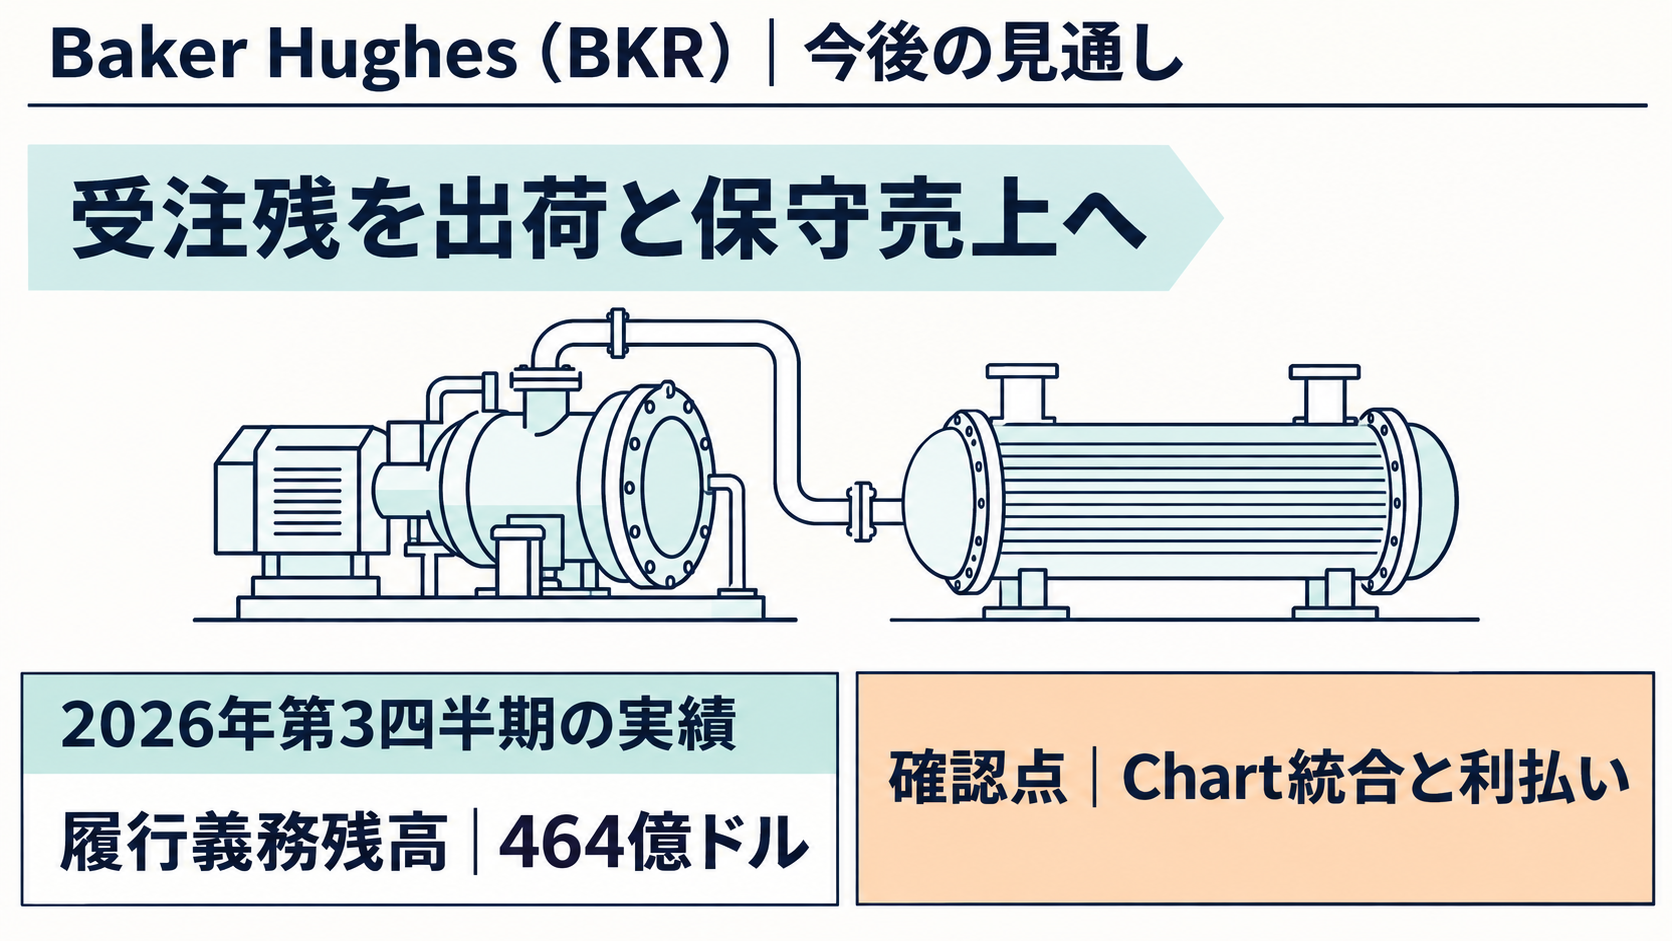 Baker Hughes（BKR）｜今後の見通し
受注残を出荷と保守売上へ
2026年第3四半期の実績
履行義務残高｜464億ドル
確認点｜Chart統合と利払い